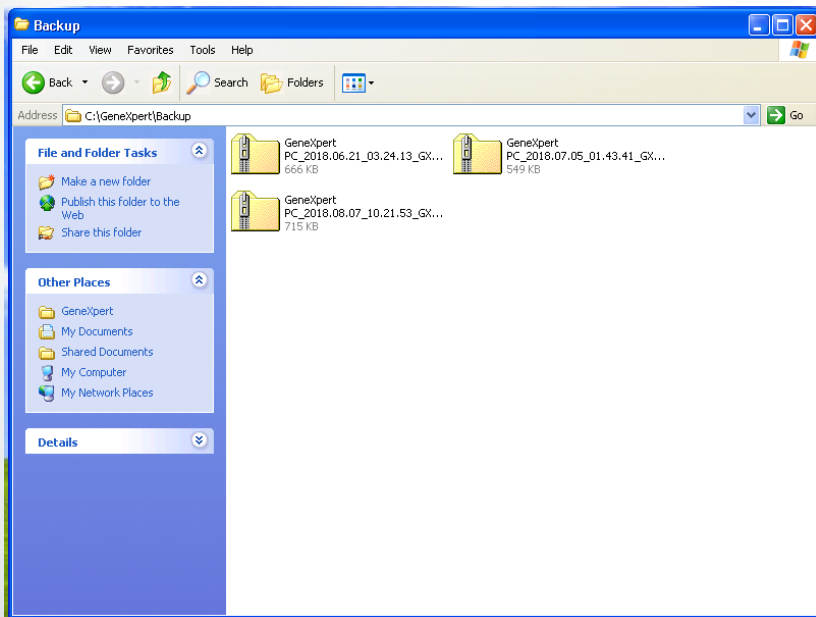 Backup
File Edit View Favorites Tools Help
Back Search Folders
Address C:\GeneXpert\Backup Go
File and Folder Tasks
Make a new folder
Publish this folder to the
Web
Share this folder
Other Places
GeneXpert
My Documents
Shared Documents
My Computer
My Network Places
Details
GeneXpert
PC_2018.06.21_03.24.13_GX...
666 KB
GeneXpert
PC_2018.07.05_01.43.41_GX...
549 KB
GeneXpert
PC_2018.08.07_10.21.53_GX...
715 KB